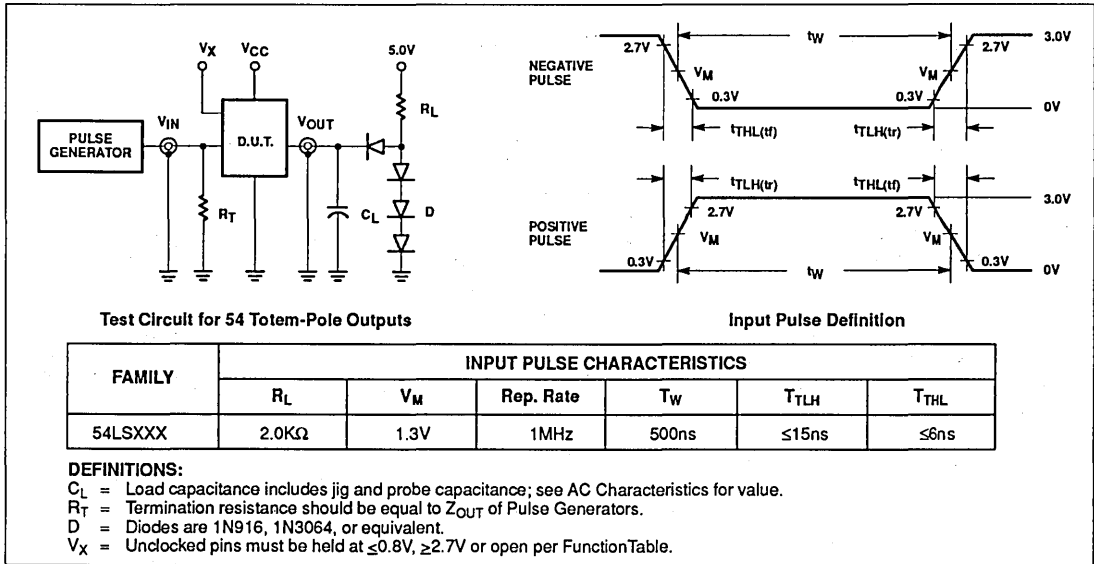 VX
VCC
5.0V
RL
VIN
VOUT
PULSE
GENERATOR
D.U.T.
RT
CL
D
Test Circuit for 54 Totem-Pole Outputs
NEGATIVE
PULSE
tW
3.0V
2.7V
2.7V
VM
VM
0.3V
0.3V
0V
tTHL(tf)
tTLH(tr)
tTLH(tr)
tTHL(tf)
3.0V
2.7V
2.7V
POSITIVE
PULSE
VM
VM
0.3V
0.3V
tW
0V
Input Pulse Definition
FAMILY
INPUT PULSE CHARACTERISTICS
RL VM Rep. Rate TW TTLH TTHL
54LSXXX 2.0KΩ 1.3V 1MHz 500ns ≤15ns ≤6ns
DEFINITIONS:
CL = Load capacitance includes jig and probe capacitance; see AC Characteristics for value.
RT = Termination resistance should be equal to ZOUT of Pulse Generators.
D = Diodes are 1N916, 1N3064, or equivalent.
VX = Unclocked pins must be held at ≤0.8V, ≥2.7V or open per FunctionTable.